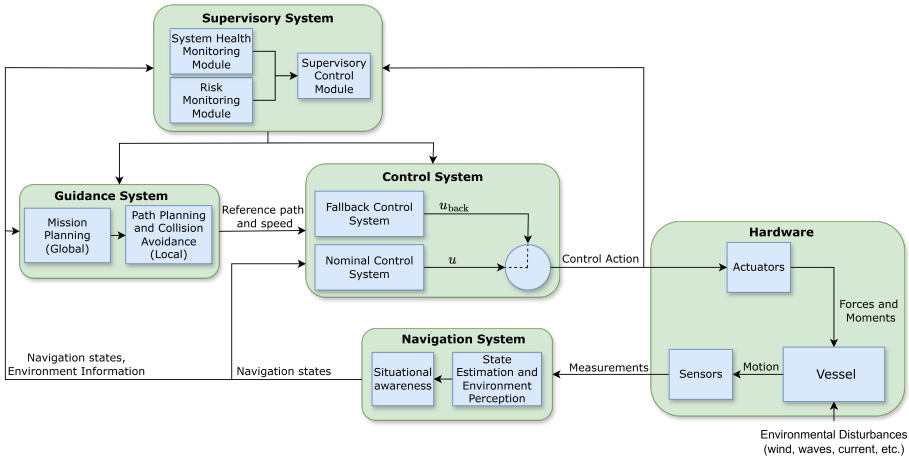 Supervisory System
System Health
Monitoring
Module
Risk
Monitoring
Module
Supervisory
Control
Module
Guidance System
Mission
Planning
(Global)
Path Planning
and Collision
Avoidance
(Local)
Reference path
and speed
Control System
Fallback Control
System
u_back
Nominal Control
System
u
Control Action
Hardware
Actuators
Forces and
Moments
Vessel
Motion
Sensors
Measurements
Navigation System
Situational
awareness
State
Estimation and
Environment
Perception
Navigation states
Navigation states,
Environment Information
Environmental Disturbances
(wind, waves, current, etc.)